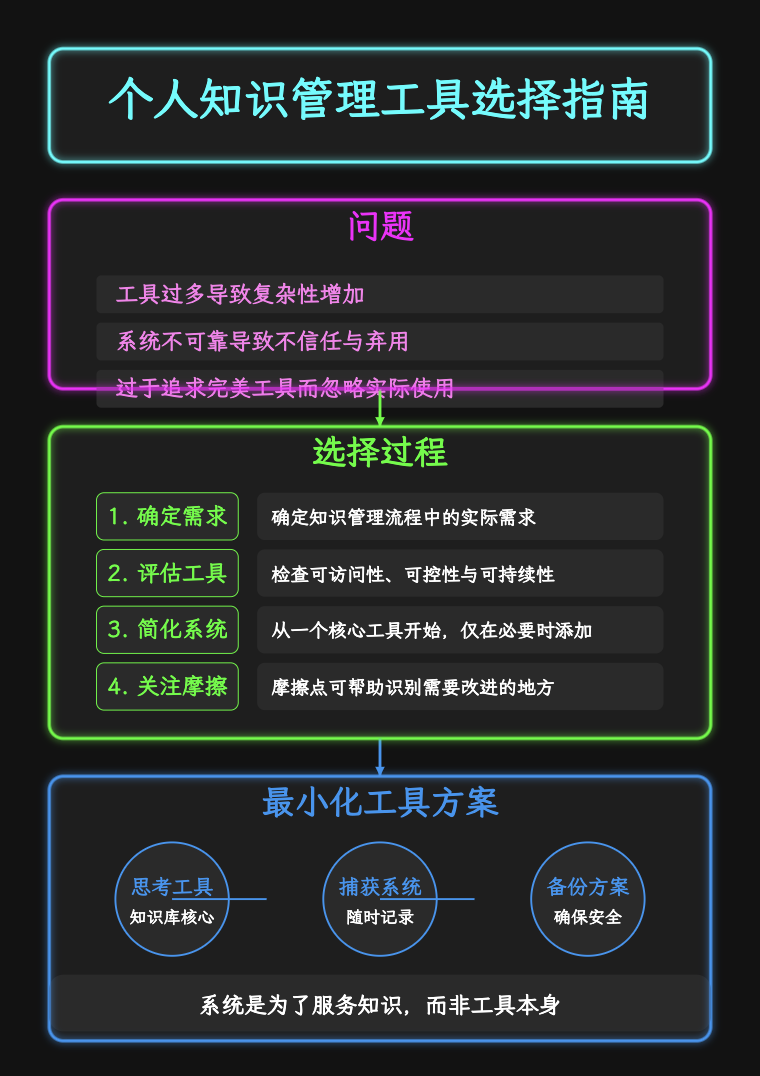 个人知识管理工具选择指南
问题
工具过多导致复杂性增加
系统不可靠导致不信任与弃用
过于追求完美工具而忽略实际使用
选择过程
1. 确定需求
确定知识管理流程中的实际需求
2. 评估工具
检查可访问性、可控性与可持续性
3. 简化系统
从一个核心工具开始，仅在必要时添加
4. 关注摩擦
摩擦点可帮助识别需要改进的地方
最小化工具方案
思考工具
知识库核心
捕获系统
随时记录
备份方案
确保安全
系统是为了服务知识，而非工具本身